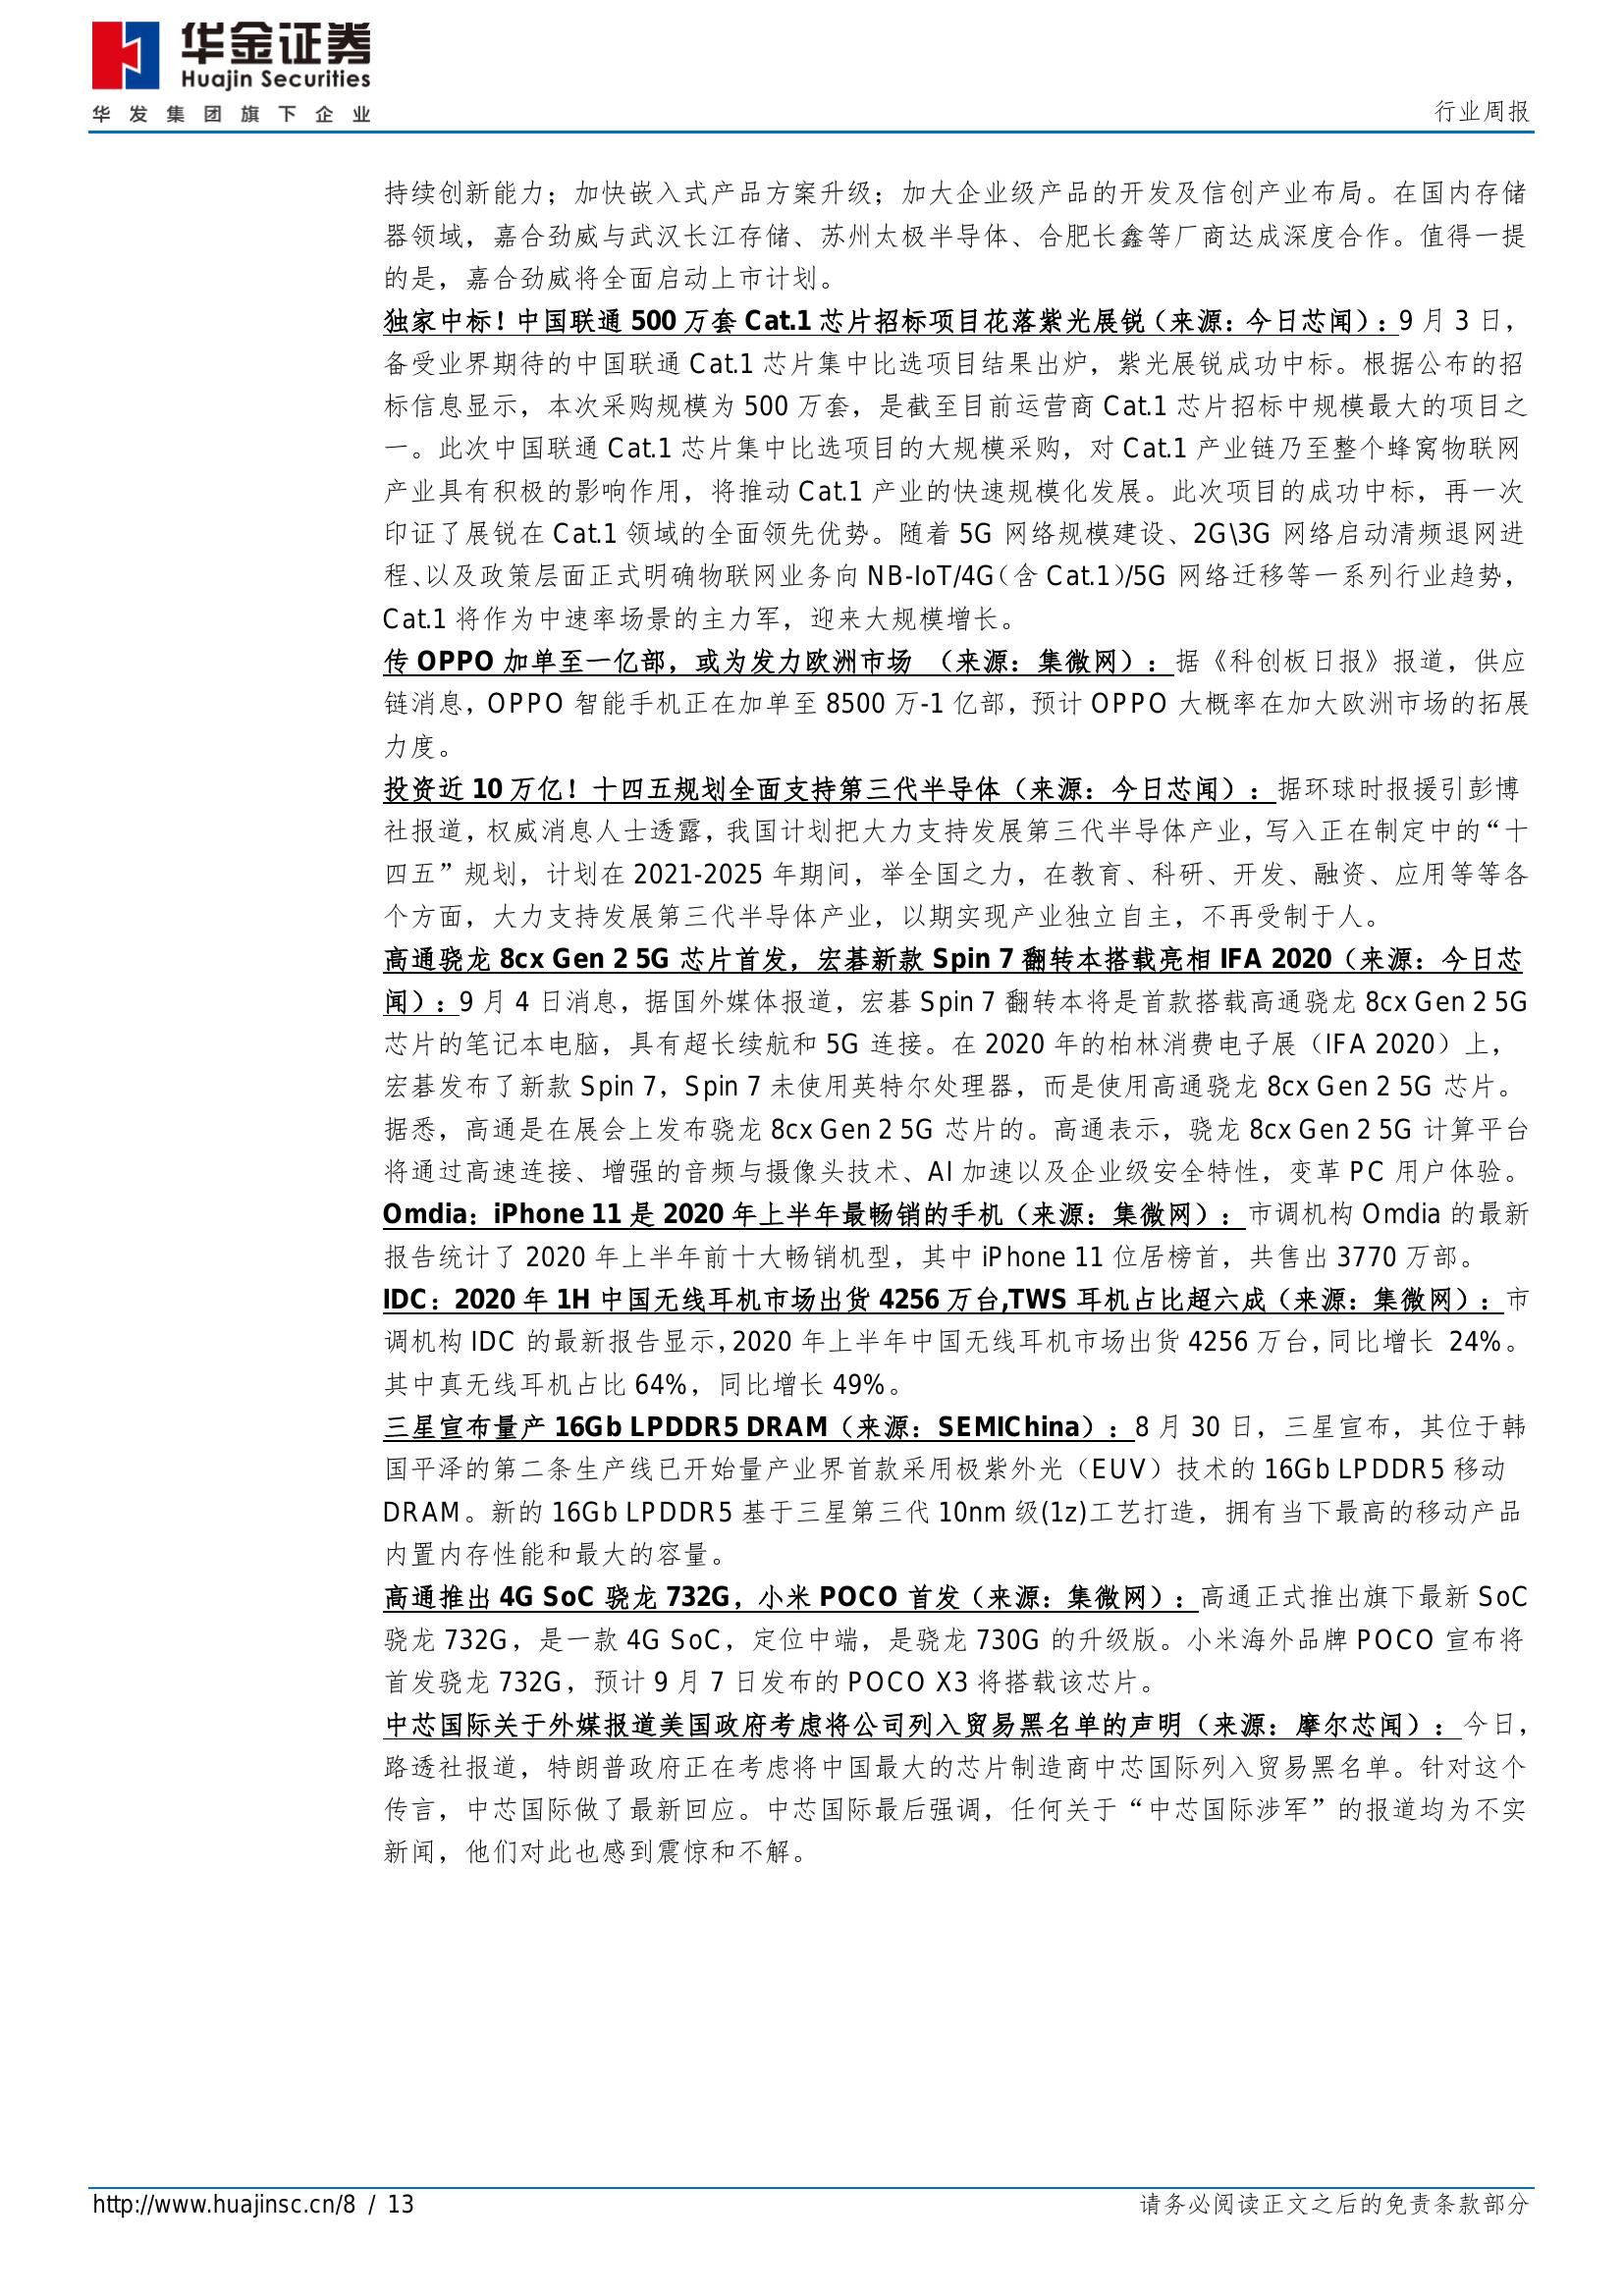 华金证券
Huajin Securities
华发集团旗下企业
行业周报
持续创新能力；加快嵌入式产品方案升级；加大企业级产品的开发及信创产业布局。在国内存储
器领域，嘉合劲威与武汉长江存储、苏州太极半导体、合肥长鑫等厂商达成深度合作。值得一提
的是，嘉合劲威将全面启动上市计划。
独家中标！中国联通 500 万套 Cat.1 芯片招标项目花落紫光展锐（来源：今日芯闻）：9 月 3 日，
备受业界期待的中国联通 Cat.1 芯片集中比选项目结果出炉，紫光展锐成功中标。根据公布的招
标信息显示，本次采购规模为 500 万套，是截至目前运营商 Cat.1 芯片招标中规模最大的项目之
一。此次中国联通 Cat.1 芯片集中比选项目的大规模采购，对 Cat.1 产业链乃至整个蜂窝物联网
产业具有积极的影响作用，将推动 Cat.1 产业的快速规模化发展。此次项目的成功中标，再一次
印证了展锐在 Cat.1 领域的全面领先优势。随着 5G 网络规模建设、2G\3G 网络启动清频退网进
程、以及政策层面正式明确物联网业务向 NB-IoT/4G（含 Cat.1）/5G 网络迁移等一系列行业趋势，
Cat.1 将作为中速率场景的主力军，迎来大规模增长。
传 OPPO 加单至一亿部，或为发力欧洲市场 （来源：集微网）：据《科创板日报》报道，供应
链消息，OPPO 智能手机正在加单至 8500 万-1 亿部，预计 OPPO 大概率在加大欧洲市场的拓展
力度。
投资近 10 万亿！十四五规划全面支持第三代半导体（来源：今日芯闻）：据环球时报援引彭博
社报道，权威消息人士透露，我国计划把大力支持发展第三代半导体产业，写入正在制定中的“十
四五”规划，计划在 2021-2025 年期间，举全国之力，在教育、科研、开发、融资、应用等等各
个方面，大力支持发展第三代半导体产业，以期实现产业独立自主，不再受制于人。
高通骁龙 8cx Gen 2 5G 芯片首发，宏碁新款 Spin 7 翻转本搭载亮相 IFA 2020（来源：今日芯
闻）：9 月 4 日消息，据国外媒体报道，宏碁 Spin 7 翻转本将是首款搭载高通骁龙 8cx Gen 2 5G
芯片的笔记本电脑，具有超长续航和 5G 连接。在 2020 年的柏林消费电子展（IFA 2020）上，
宏碁发布了新款 Spin 7，Spin 7 未使用英特尔处理器，而是使用高通骁龙 8cx Gen 2 5G 芯片。
据悉，高通是在展会上发布骁龙 8cx Gen 2 5G 芯片的。高通表示，骁龙 8cx Gen 2 5G 计算平台
将通过高速连接、增强的音频与摄像头技术、AI 加速以及企业级安全特性，变革 PC 用户体验。
Omdia：iPhone 11 是 2020 年上半年最畅销的手机（来源：集微网）：市调机构 Omdia 的最新
报告统计了 2020 年上半年前十大畅销机型，其中 iPhone 11 位居榜首，共售出 3770 万部。
IDC：2020 年 1H 中国无线耳机市场出货 4256 万台,TWS 耳机占比超六成（来源：集微网）：市
调机构 IDC 的最新报告显示，2020 年上半年中国无线耳机市场出货 4256 万台，同比增长 24%。
其中真无线耳机占比 64%，同比增长 49%。
三星宣布量产 16Gb LPDDR5 DRAM（来源：SEMIChina）：8 月 30 日，三星宣布，其位于韩
国平泽的第二条生产线已开始量产业界首款采用极紫外光（EUV）技术的 16Gb LPDDR5 移动
DRAM。新的 16Gb LPDDR5 基于三星第三代 10nm 级(1z)工艺打造，拥有当下最高的移动产品
内置内存性能和最大的容量。
高通推出 4G SoC 骁龙 732G，小米 POCO 首发（来源：集微网）：高通正式推出旗下最新 SoC
骁龙 732G，是一款 4G SoC，定位中端，是骁龙 730G 的升级版。小米海外品牌 POCO 宣布将
首发骁龙 732G，预计 9 月 7 日发布的 POCO X3 将搭载该芯片。
中芯国际关于外媒报道美国政府考虑将公司列入贸易黑名单的声明（来源：摩尔芯闻）：今日，
路透社报道，特朗普政府正在考虑将中国最大的芯片制造商中芯国际列入贸易黑名单。针对这个
传言，中芯国际做了最新回应。中芯国际最后强调，任何关于“中芯国际涉军”的报道均为不实
新闻，他们对此也感到震惊和不解。
http://www.huajinsc.cn/8 / 13
请务必阅读正文之后的免责条款部分